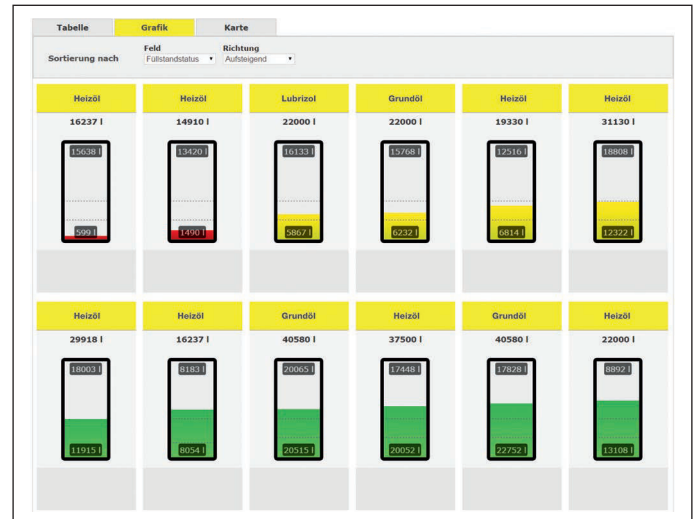 Tabelle Grafik Karte
Feld Richtung
Sortierung nach Füllstandstatus Aufsteigend
Heizöl Heizöl Lubrizol Grundöl Heizöl Heizöl
16237 l 14910 l 22000 l 22000 l 19330 l 31130 l
15638 l 13420 l 16133 l 15768 l 12516 l 18808 l
599 l 1490 l 5867 l 6232 l 6814 l 12322 l
Heizöl Heizöl Grundöl Heizöl Grundöl Heizöl
29918 l 16237 l 40580 l 37500 l 40580 l 22000 l
18003 l 8183 l 20065 l 17448 l 17828 l 8892 l
11915 l 8054 l 20515 l 20052 l 22752 l 13108 l